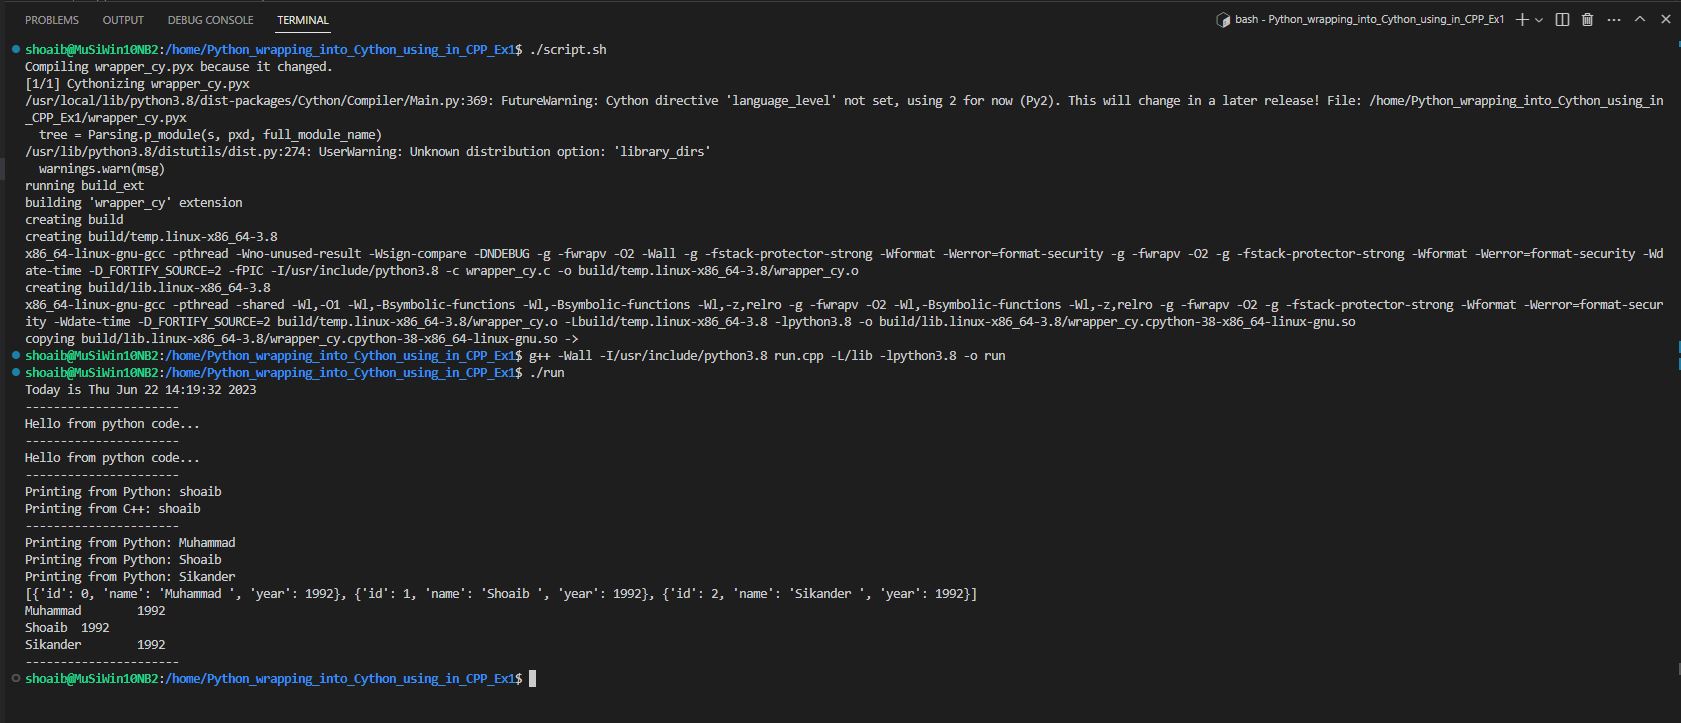 PROBLEMS OUTPUT DEBUG CONSOLE TERMINAL bash - Python_wrapping_into_Cython_using_in_CPP_Ex1
shoaib@MuSiWin10NB2:/home/Python_wrapping_into_Cython_using_in_CPP_Ex1$ ./script.sh
Compiling wrapper_cy.pyx because it changed.
[1/1] Cythonizing wrapper_cy.pyx
/usr/local/lib/python3.8/dist-packages/Cython/Compiler/Main.py:369: FutureWarning: Cython directive 'language_level' not set, using 2 for now (Py2). This will change in a later release! File: /home/Python_wrapping_into_Cython_using_in
_CPP_Ex1/wrapper_cy.pyx
  tree = Parsing.p_module(s, pxd, full_module_name)
/usr/lib/python3.8/distutils/dist.py:274: UserWarning: Unknown distribution option: 'library_dirs'
  warnings.warn(msg)
running build_ext
building 'wrapper_cy' extension
creating build
creating build/temp.linux-x86_64-3.8
x86_64-linux-gnu-gcc -pthread -Wno-unused-result -Wsign-compare -DNDEBUG -g -fwrapv -O2 -Wall -g -fstack-protector-strong -Wformat -Werror=format-security -g -fwrapv -O2 -g -fstack-protector-strong -Wformat -Werror=format-security -Wd
ate-time -D_FORTIFY_SOURCE=2 -fPIC -I/usr/include/python3.8 -c wrapper_cy.c -o build/temp.linux-x86_64-3.8/wrapper_cy.o
creating build/lib.linux-x86_64-3.8
x86_64-linux-gnu-gcc -pthread -shared -Wl,-O1 -Wl,-Bsymbolic-functions -Wl,-Bsymbolic-functions -Wl,-z,relro -g -fwrapv -O2 -Wl,-Bsymbolic-functions -Wl,-z,relro -g -fwrapv -O2 -g -fstack-protector-strong -Wformat -Werror=format-secur
ity -Wdate-time -D_FORTIFY_SOURCE=2 build/temp.linux-x86_64-3.8/wrapper_cy.o -Lbuild/temp.linux-x86_64-3.8 -lpython3.8 -o build/lib.linux-x86_64-3.8/wrapper_cy.cpython-38-x86_64-linux-gnu.so
copying build/lib.linux-x86_64-3.8/wrapper_cy.cpython-38-x86_64-linux-gnu.so ->
shoaib@MuSiWin10NB2:/home/Python_wrapping_into_Cython_using_in_CPP_Ex1$ g++ -Wall -I/usr/include/python3.8 run.cpp -L/lib -lpython3.8 -o run
shoaib@MuSiWin10NB2:/home/Python_wrapping_into_Cython_using_in_CPP_Ex1$ ./run
Today is Thu Jun 22 14:19:32 2023
----------------------
Hello from python code...
----------------------
Hello from python code...
----------------------
Printing from Python: shoaib
Printing from C++: shoaib
----------------------
Printing from Python: Muhammad
Printing from Python: Shoaib
Printing from Python: Sikander
[{'id': 0, 'name': 'Muhammad ', 'year': 1992}, {'id': 1, 'name': 'Shoaib ', 'year': 1992}, {'id': 2, 'name': 'Sikander ', 'year': 1992}]
Muhammad        1992
Shoaib  1992
Sikander        1992
----------------------
shoaib@MuSiWin10NB2:/home/Python_wrapping_into_Cython_using_in_CPP_Ex1$